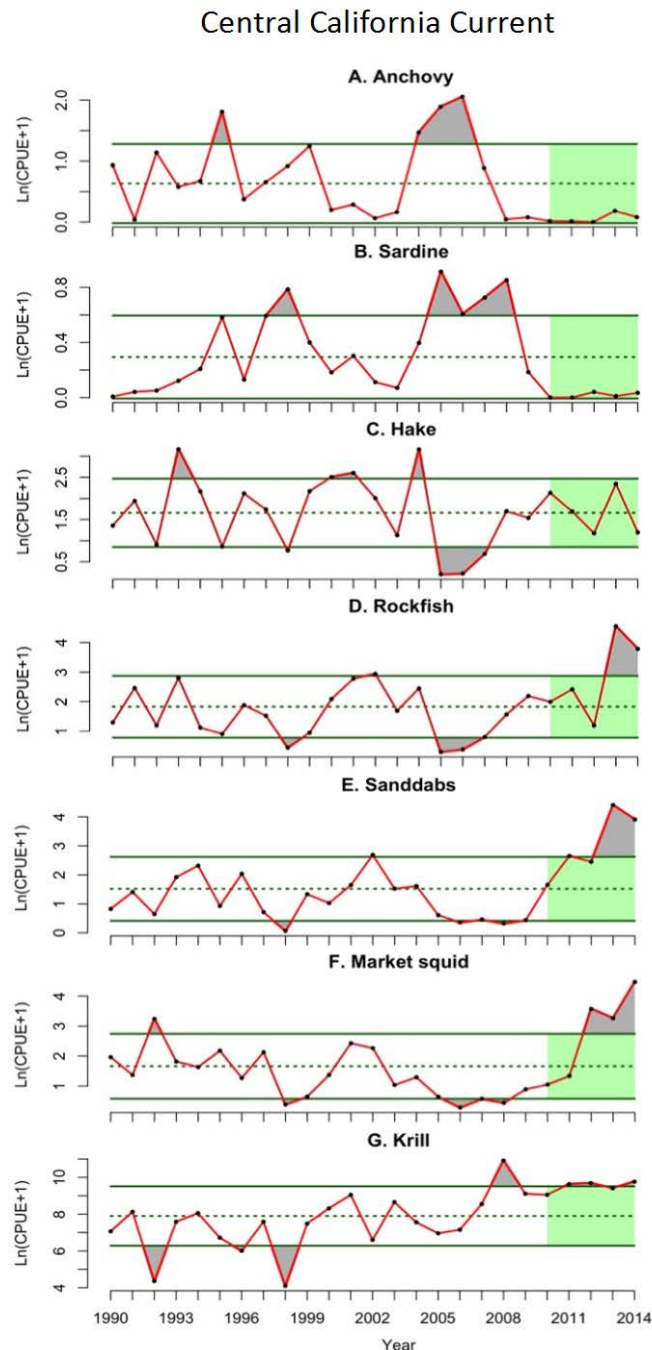 Central California Current
A. Anchovy
Ln(CPUE+1)
2.0
1.0
0.0
B. Sardine
Ln(CPUE+1)
0.8
0.4
0.0
C. Hake
Ln(CPUE+1)
2.5
1.5
0.5
D. Rockfish
Ln(CPUE+1)
4
3
2
1
E. Sanddabs
Ln(CPUE+1)
4
3
2
1
0
F. Market squid
Ln(CPUE+1)
4
3
2
1
G. Krill
Ln(CPUE+1)
10
8
6
4
1990 1993 1996 1999 2002 2005 2008 2011 2014
Year